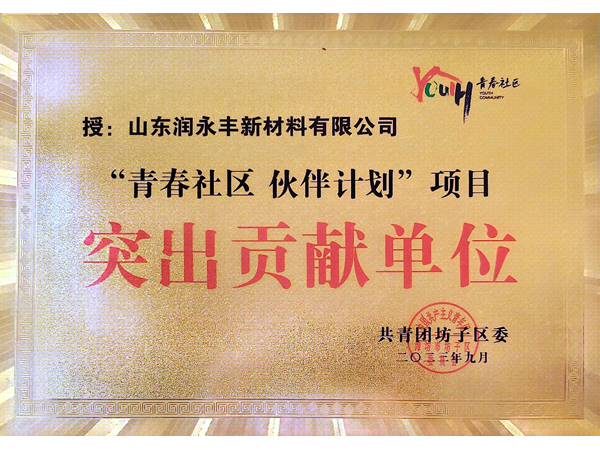 YOUTH 青春社区
YOUTH
COMMUNITY
授：山东润永丰新材料有限公司
“青春社区 伙伴计划”项目
突出贡献单位
共青团坊子区委
二〇二三年九月